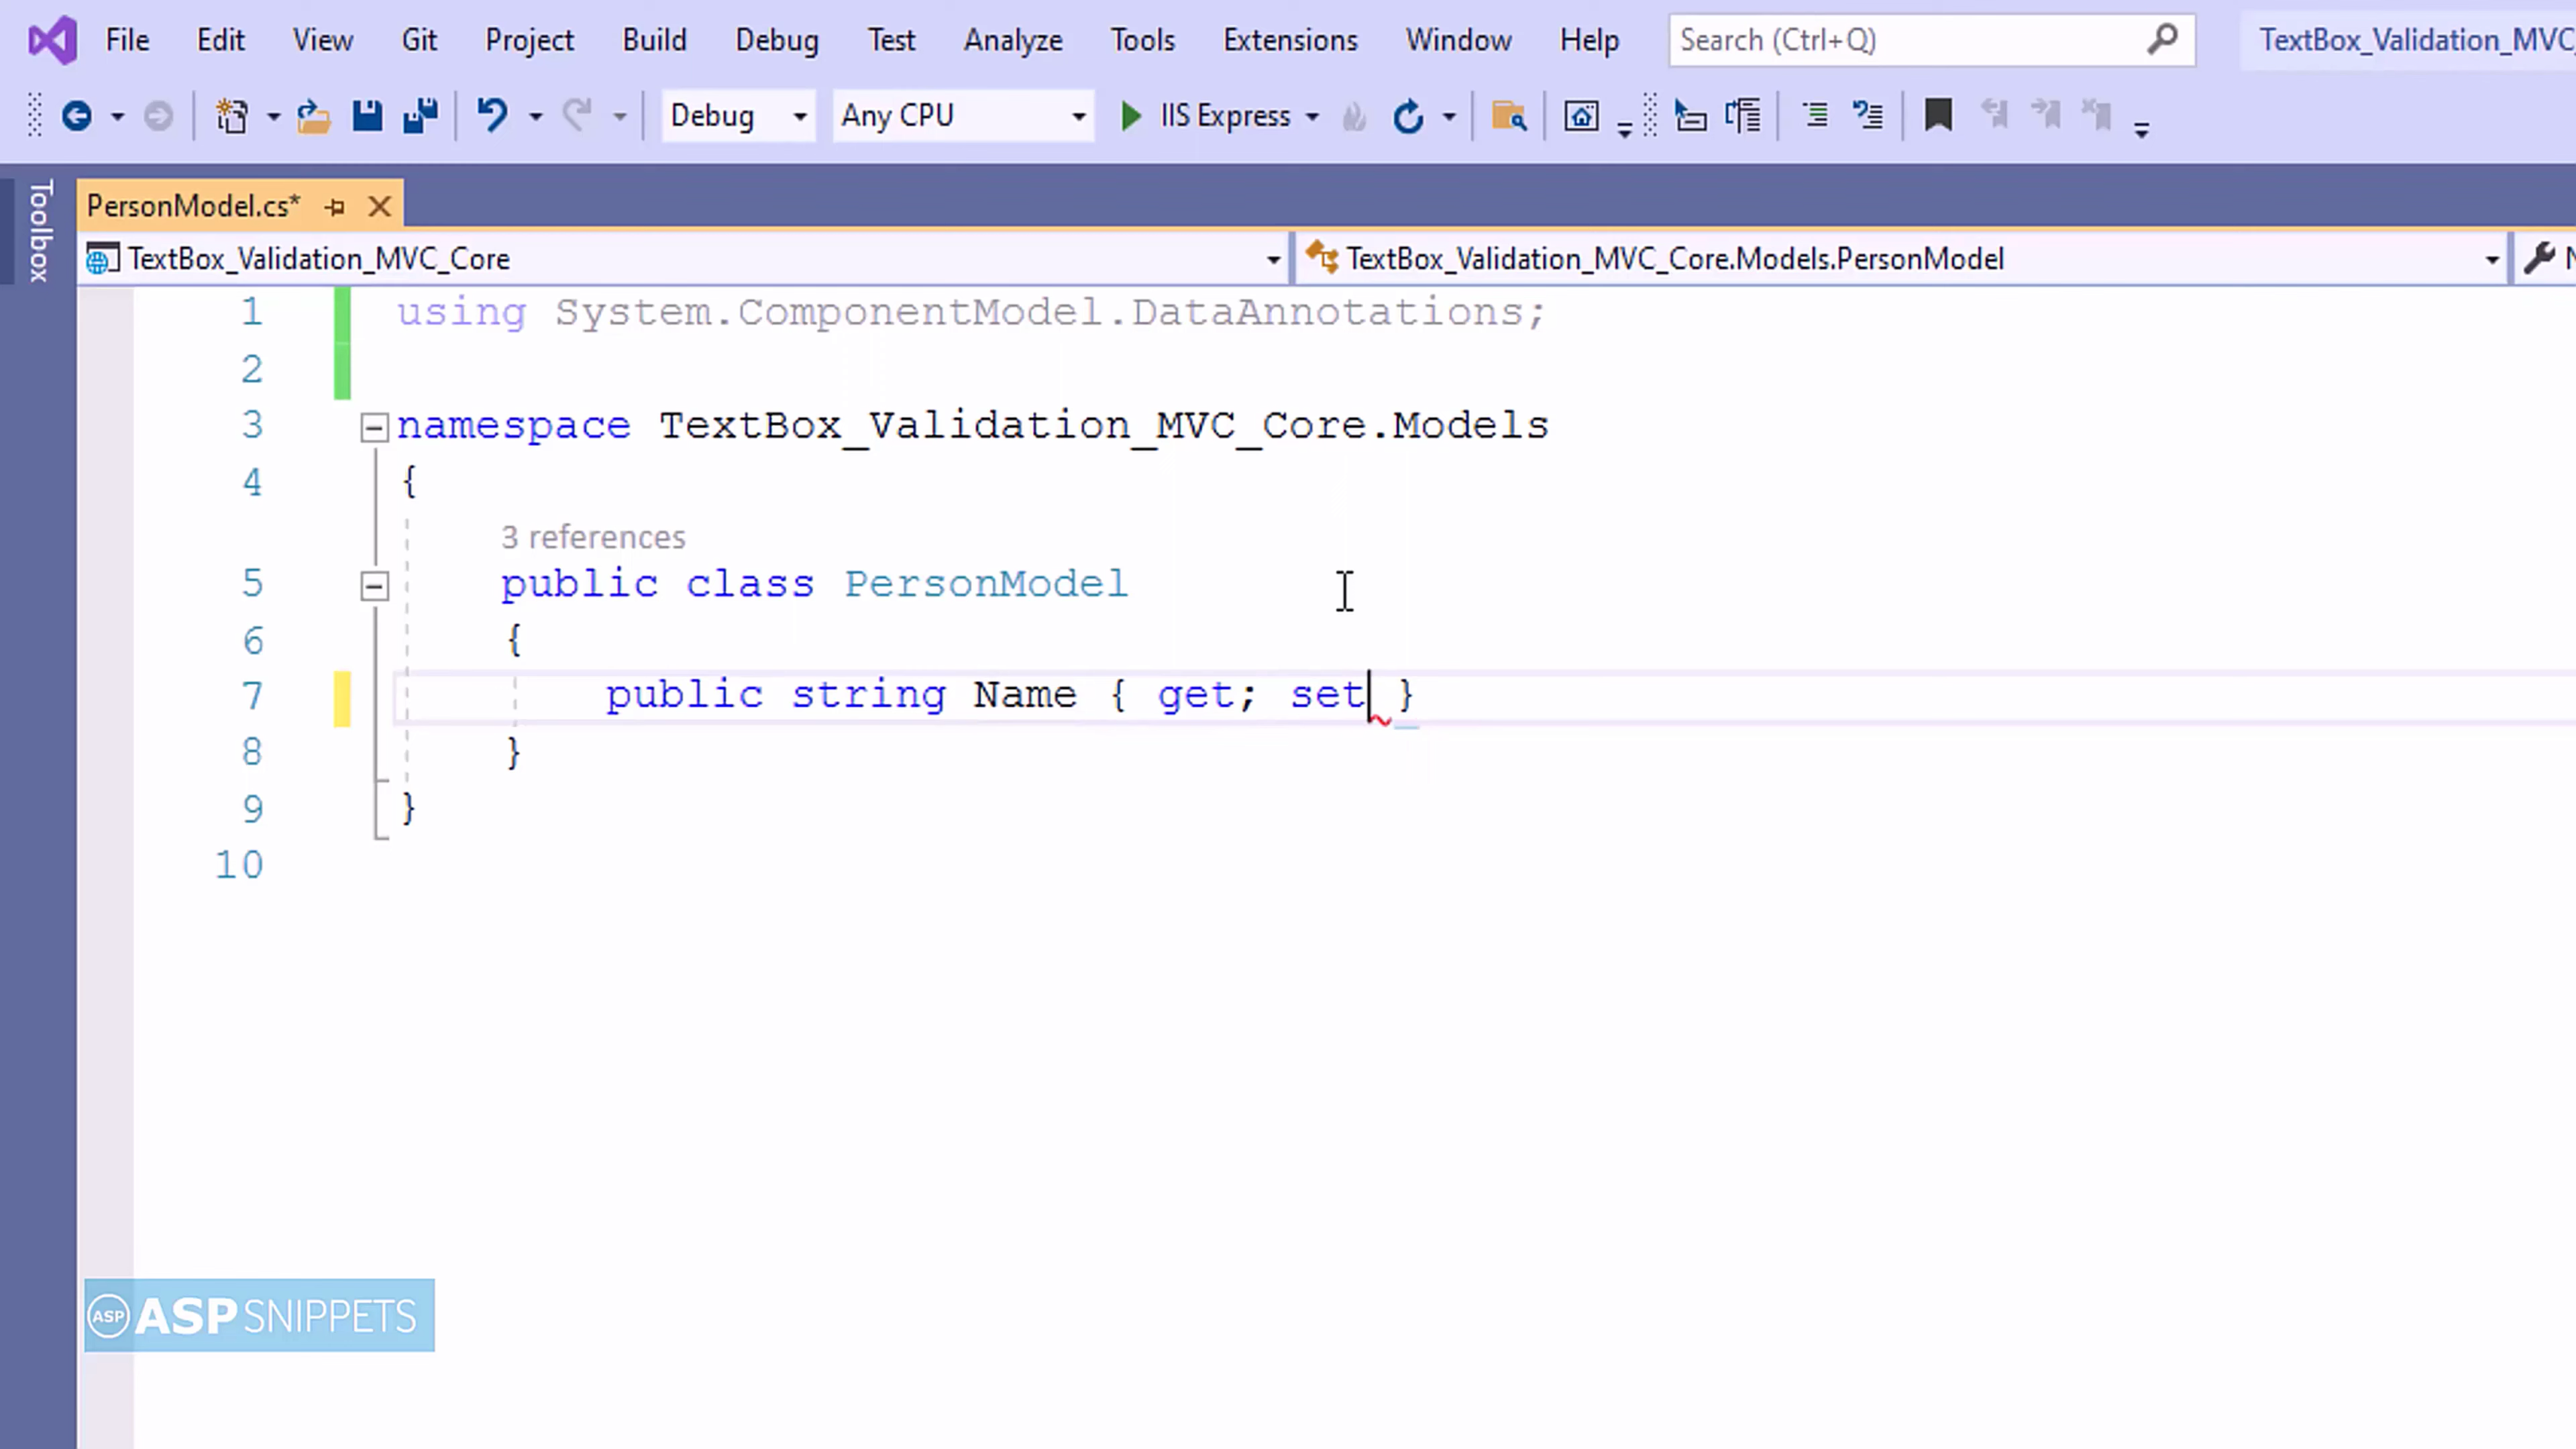 File Edit View Git Project Build Debug Test Analyze Tools Extensions Window Help Search (Ctrl+Q) TextBox_Validation_MVC_
Debug Any CPU IIS Express
Toolbox
PersonModel.cs*
TextBox_Validation_MVC_Core TextBox_Validation_MVC_Core.Models.PersonModel N
1 using System.ComponentModel.DataAnnotations;
2
3 namespace TextBox_Validation_MVC_Core.Models
4 {
3 references
5 public class PersonModel
6 {
7 public string Name { get; set }
8 }
9 }
10
ASP ASPSNIPPETS